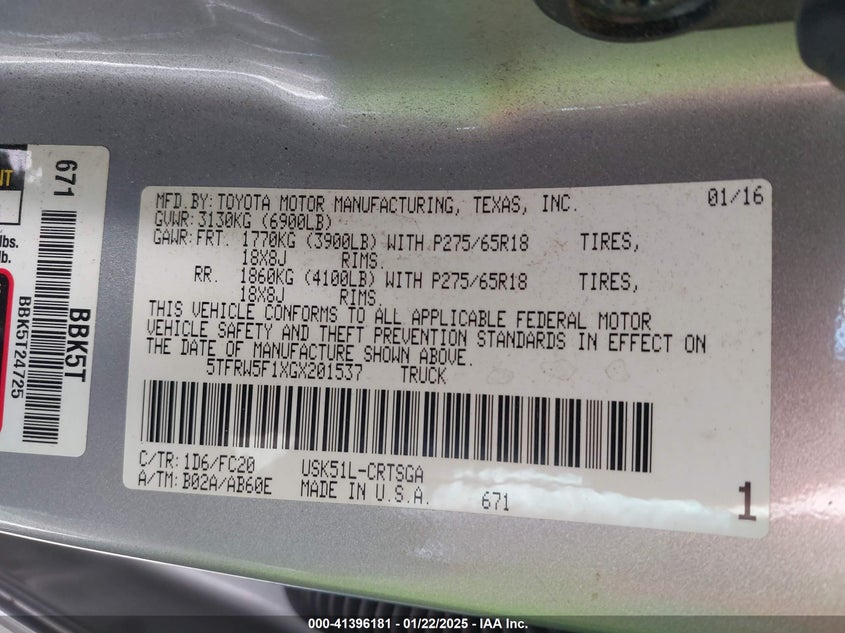 MFD.BY: TOYOTA MOTOR MANUFACTURING, TEXAS, INC. 01/16
GVWR: 3130KG (6900LB)
GAWR: FRT. 1770KG (3900LB) WITH P275/65R18 TIRES,
18X8J RIMS.
RR. 1860KG (4100LB) WITH P275/65R18 TIRES,
18X8J RIMS.
THIS VEHICLE CONFORMS TO ALL APPLICABLE FEDERAL MOTOR
VEHICLE SAFETY AND THEFT PREVENTION STANDARDS IN EFFECT ON
THE DATE OF MANUFACTURE SHOWN ABOVE.
5TFRW5F1XGX201537 TRUCK
C/TR: 1D6/FC20 USK51L-CRTSGA
A/TM: B02A/AB60E MADE IN U.S.A. 671
1
671
BBK5T
BBK5T24725
lbs.
lb.
000-41396181 - 01/22/2025 - IAA Inc.